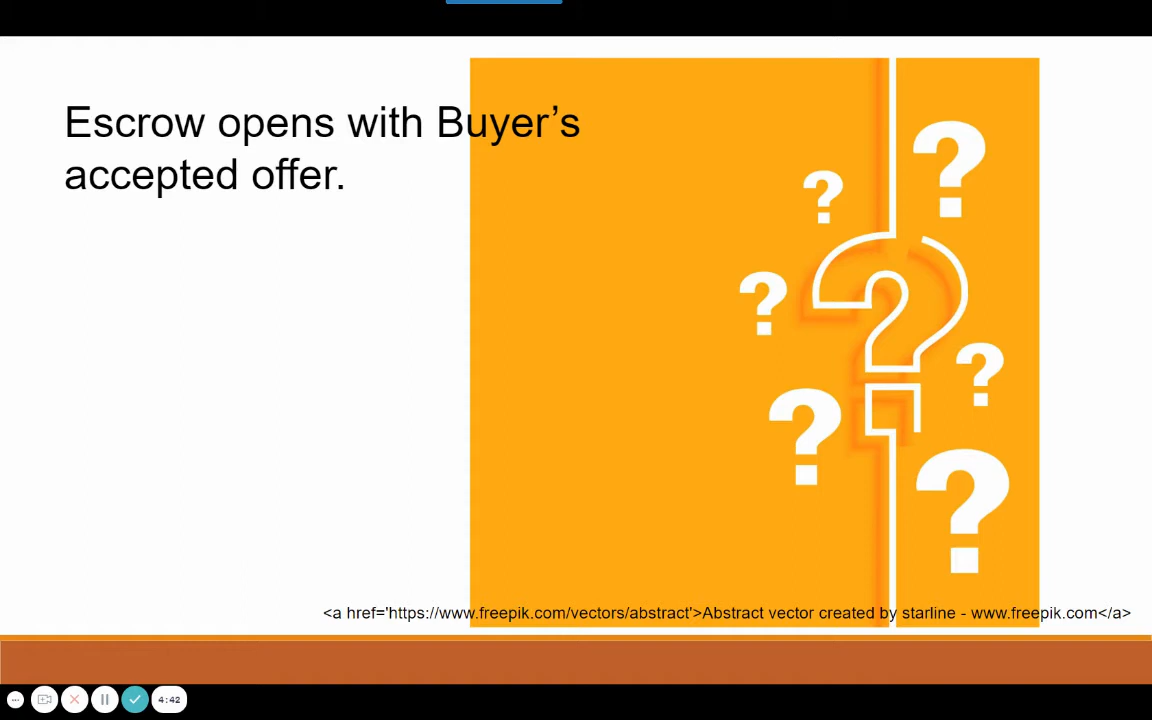 Escrow opens with Buyer’s
accepted offer.
?
?
?
?
?
?
?
<a href='https://www.freepik.com/vectors/abstract'>Abstract vector created by starline - www.freepik.com</a>
4:42